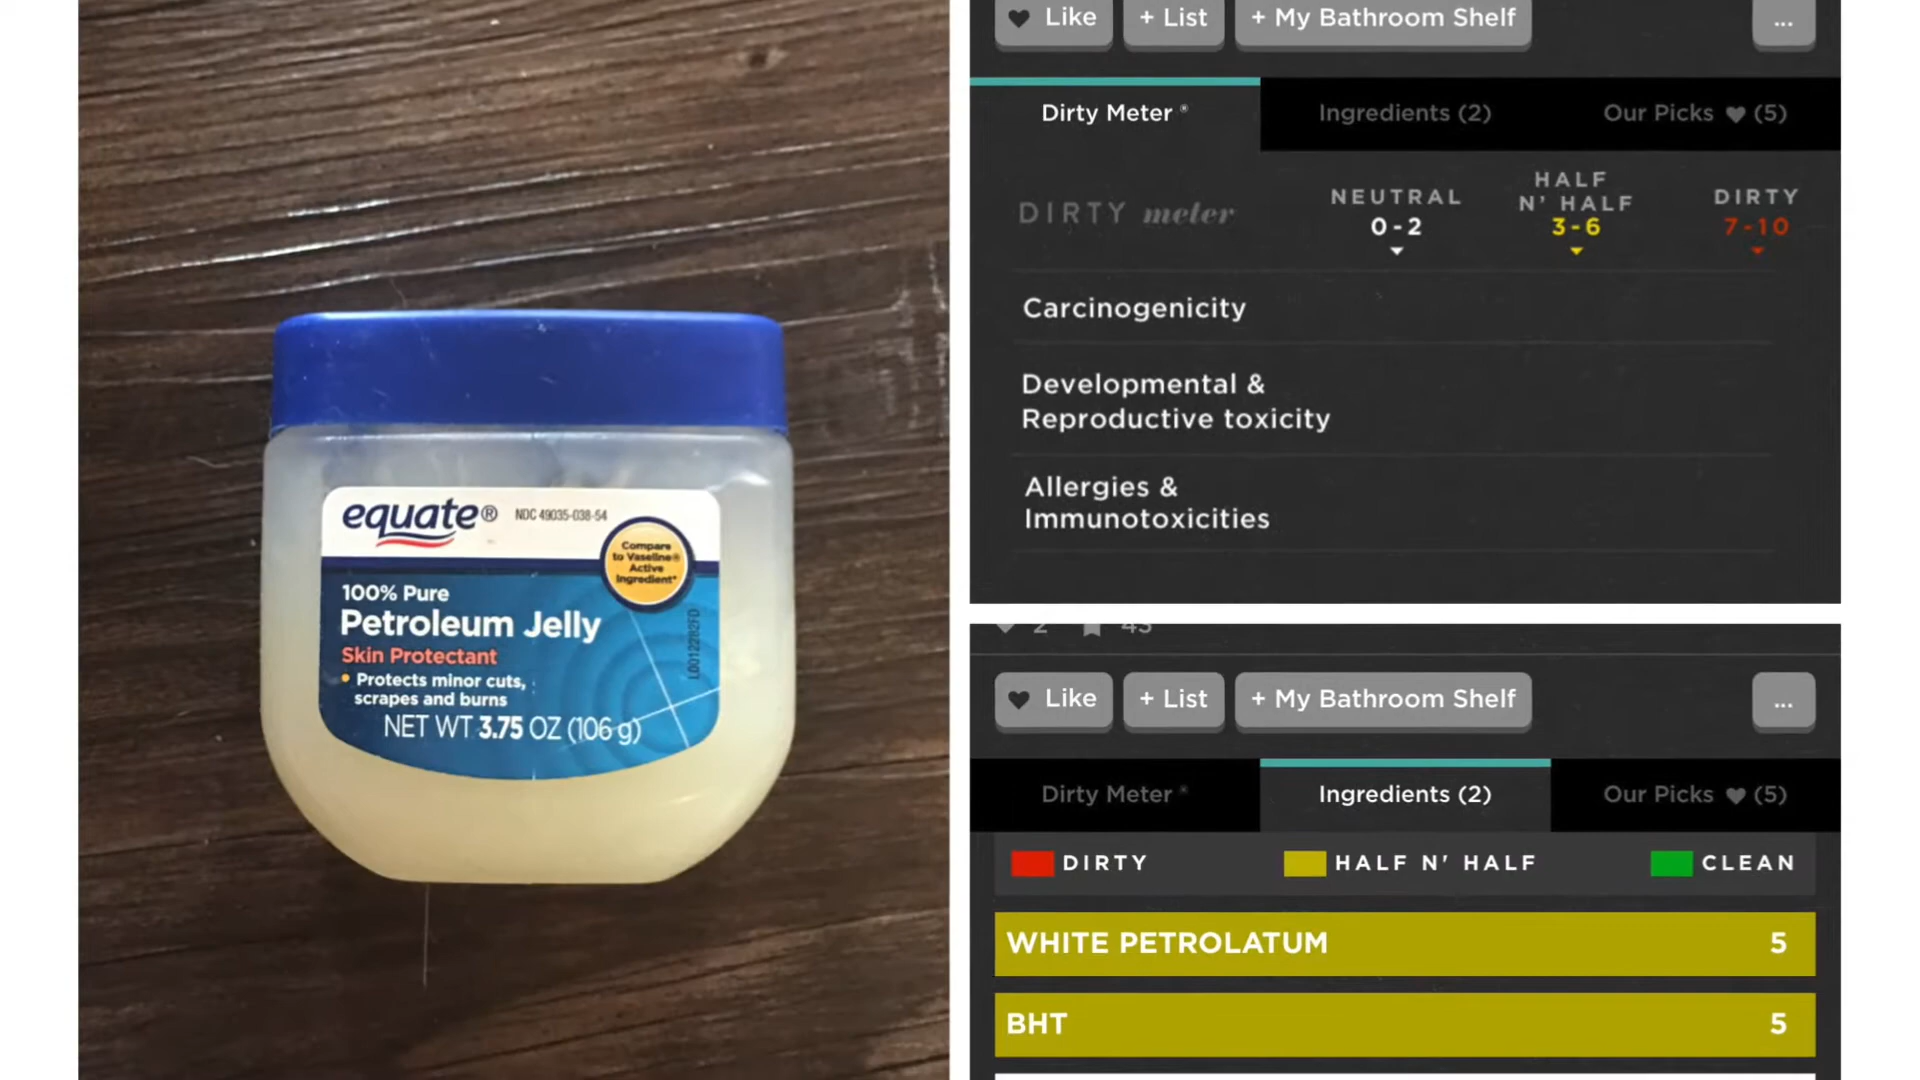 equate® NDC 49035-038-54
Compare
to Vaseline®
Active
Ingredient*
100% Pure
Petroleum Jelly
Skin Protectant
• Protects minor cuts,
scrapes and burns
NET WT 3.75 OZ (106 g)
L0012282FD
Like + List + My Bathroom Shelf ...
Dirty Meter® Ingredients (2) Our Picks ♥ (5)
DIRTY meter
NEUTRAL
0-2
HALF
N' HALF
3-6
DIRTY
7-10
Carcinogenicity
Developmental &
Reproductive toxicity
Allergies &
Immunotoxicities
2 43
Like + List + My Bathroom Shelf ...
Dirty Meter® Ingredients (2) Our Picks ♥ (5)
DIRTY HALF N' HALF CLEAN
WHITE PETROLATUM 5
BHT 5